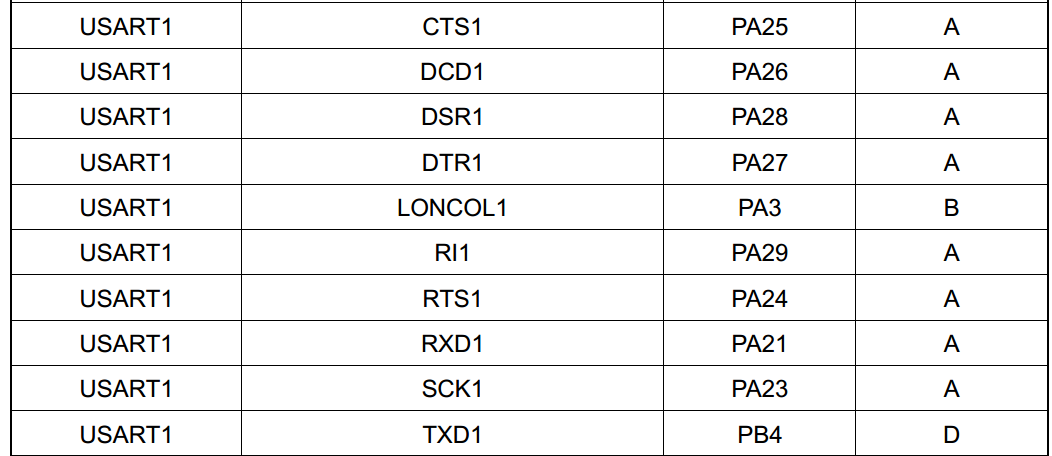 USART1 CTS1 PA25 A
USART1 DCD1 PA26 A
USART1 DSR1 PA28 A
USART1 DTR1 PA27 A
USART1 LONCOL1 PA3 B
USART1 RI1 PA29 A
USART1 RTS1 PA24 A
USART1 RXD1 PA21 A
USART1 SCK1 PA23 A
USART1 TXD1 PB4 D